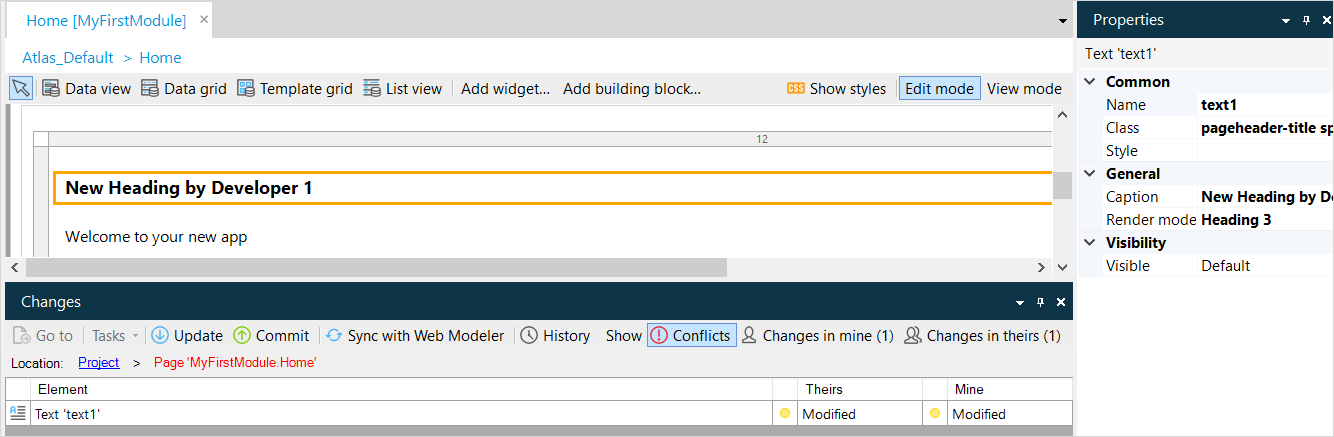 Home [MyFirstModule] ×
Properties
Atlas_Default > Home
Text 'text1'
Data view Data grid Template grid List view Add widget... Add building block... CSS Show styles Edit mode View mode
Common
Name text1
Class pageheader-title sp
Style
General
Caption New Heading by De
Render mode Heading 3
Visibility
Visible Default
12
New Heading by Developer 1
Welcome to your new app
Changes
Go to Tasks Update Commit Sync with Web Modeler History Show Conflicts Changes in mine (1) Changes in theirs (1)
Location: Project > Page 'MyFirstModule.Home'
Element Theirs Mine
Text 'text1' Modified Modified